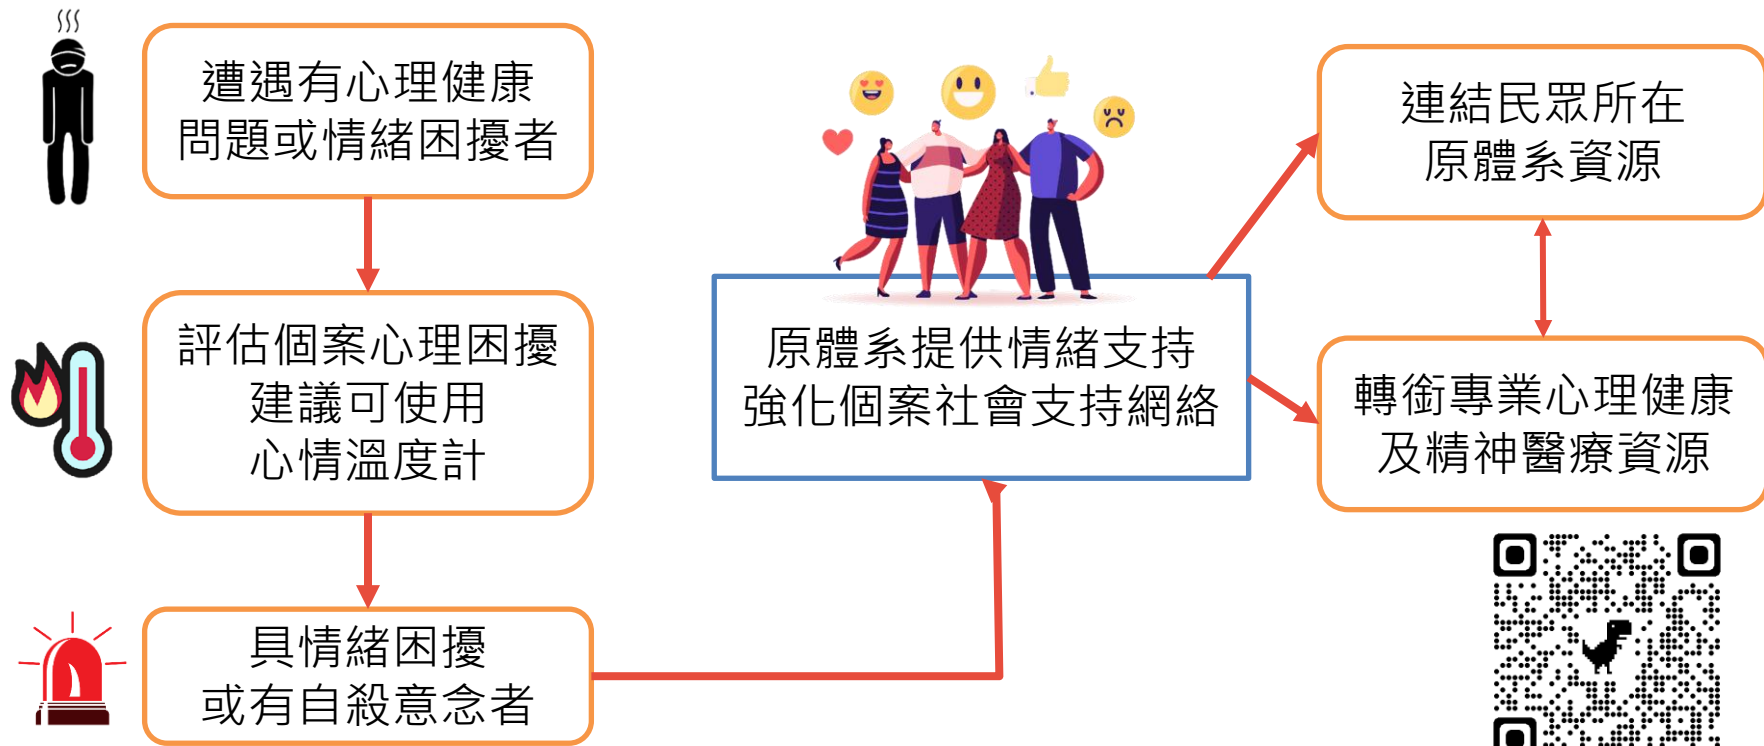 遭遇有心理健康
問題或情緒困擾者
評估個案心理困擾
建議可使用
心情溫度計
具情緒困擾
或有自殺意念者
原體系提供情緒支持
強化個案社會支持網絡
連結民眾所在
原體系資源
轉銜專業心理健康
及精神醫療資源